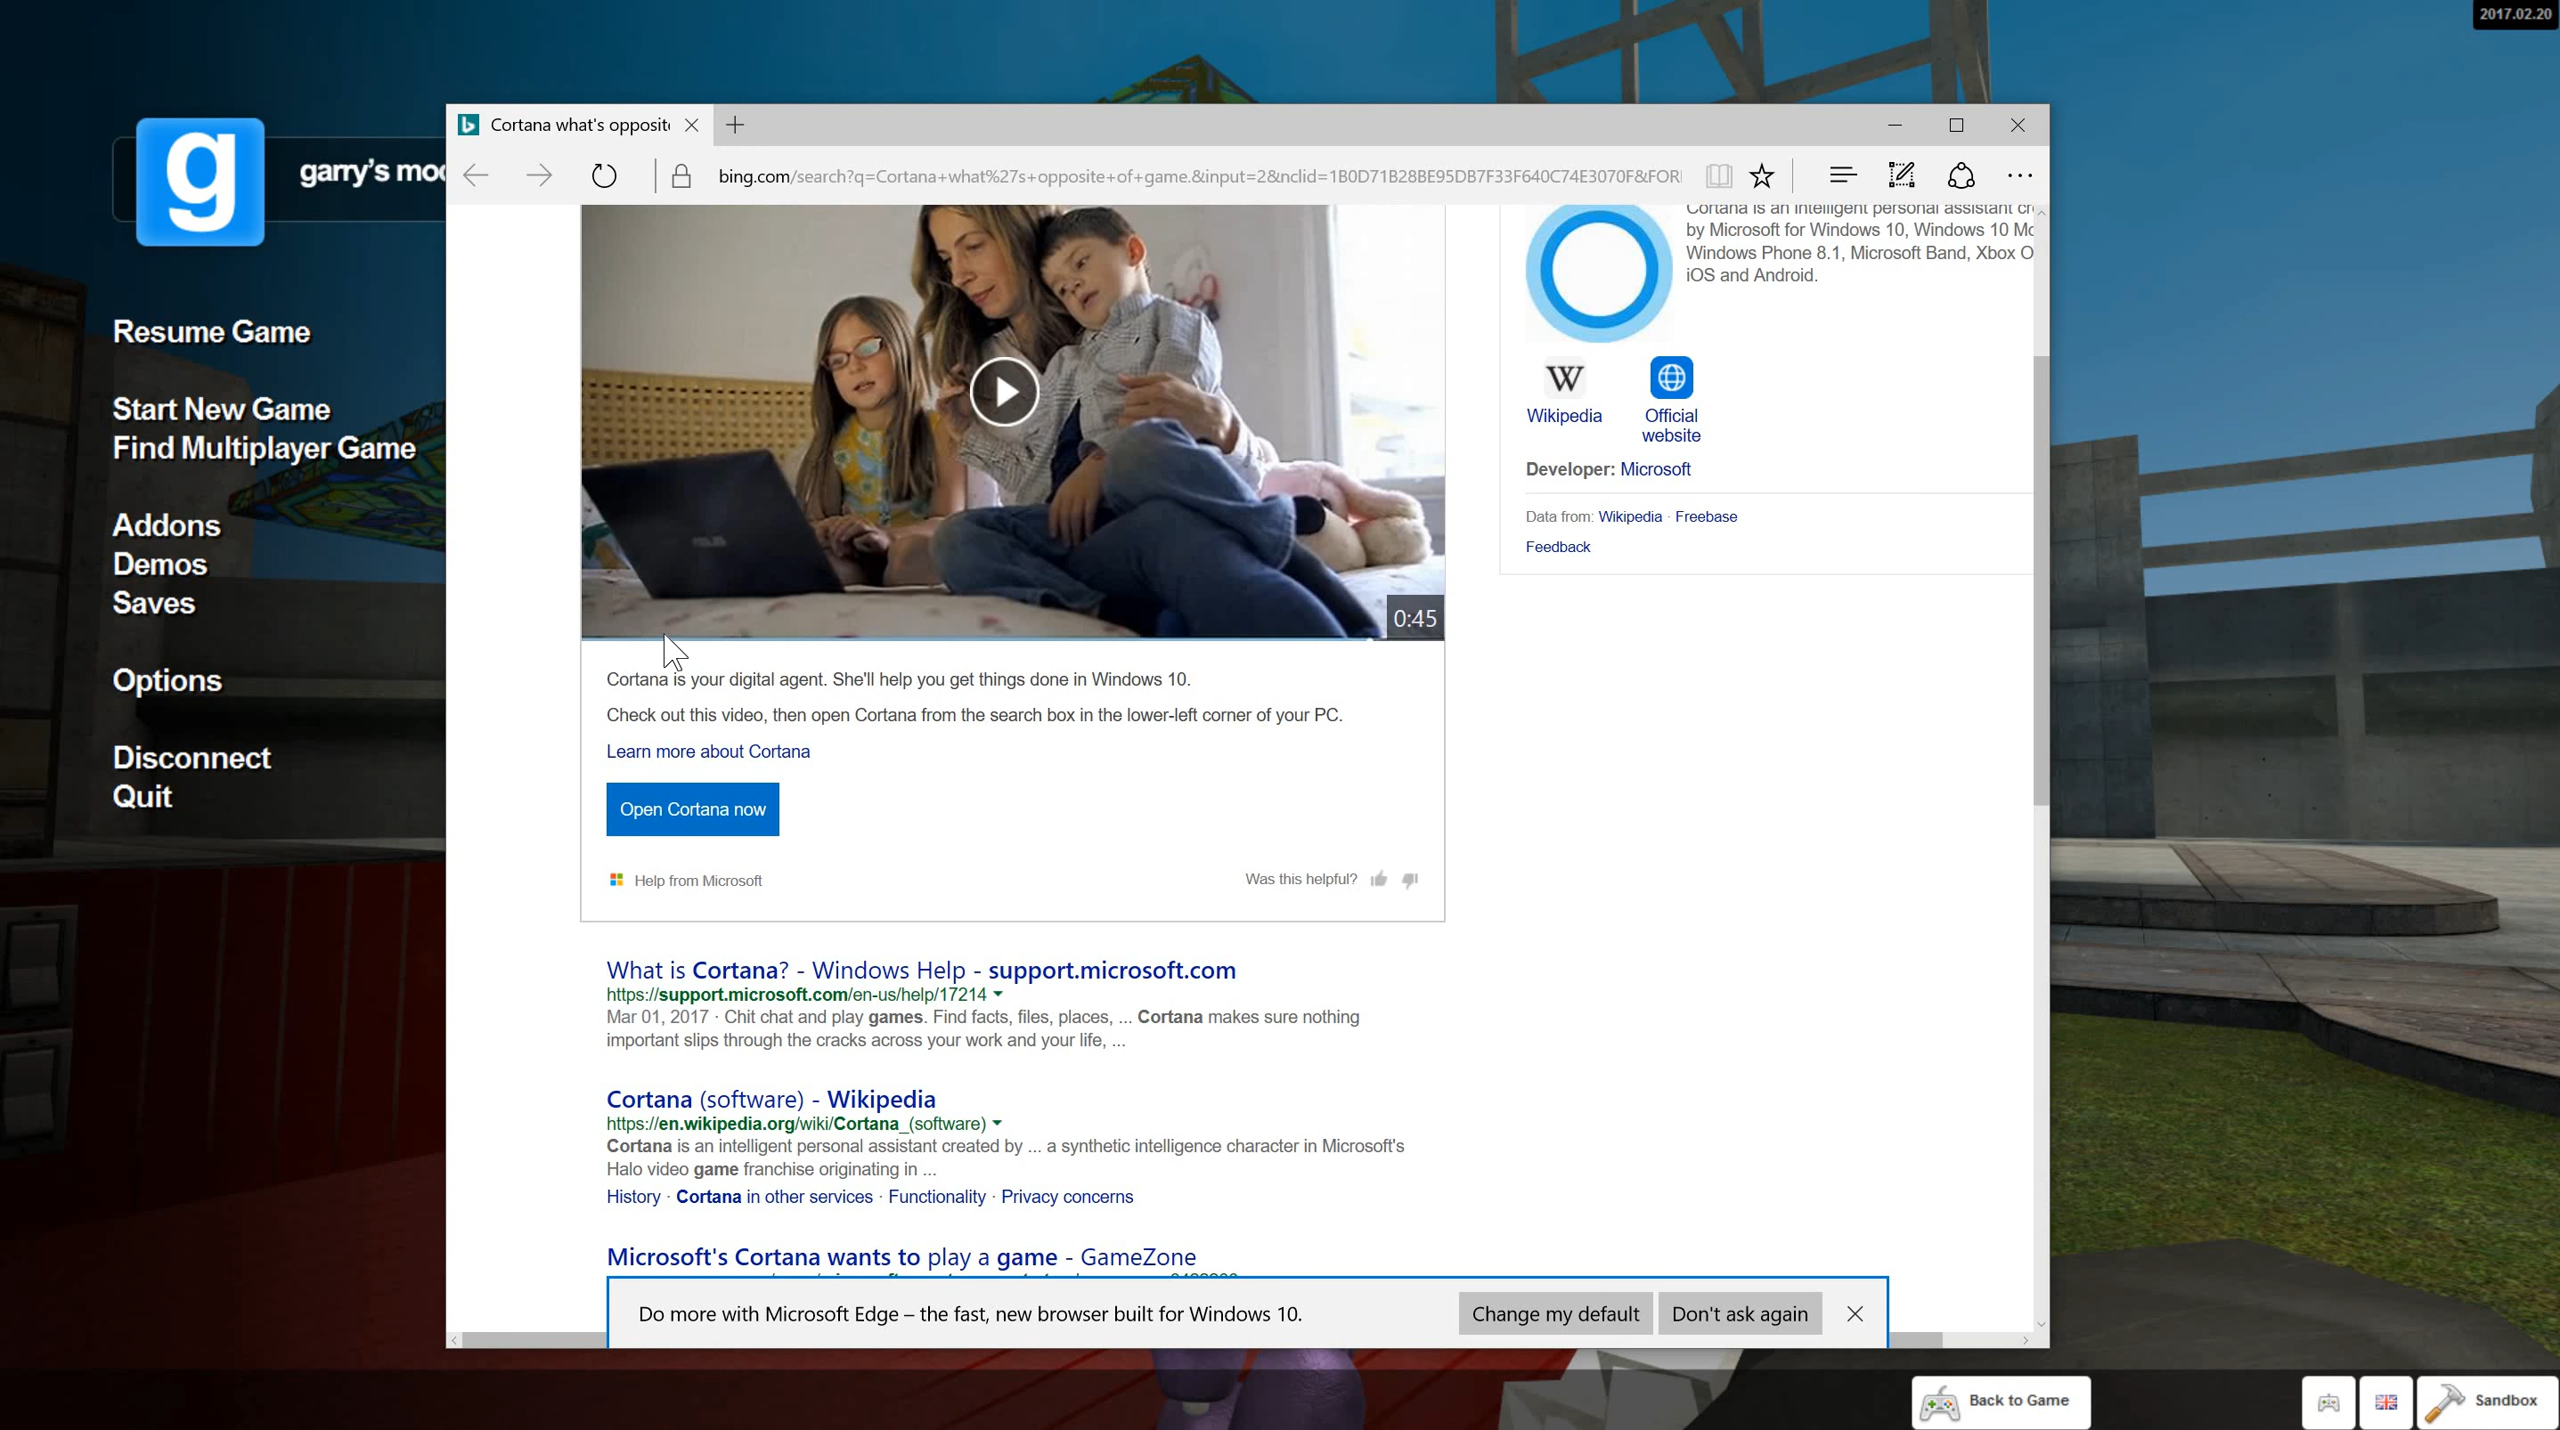 2017.02.20
g
garry's mo
Resume Game
Start New Game
Find Multiplayer Game
Addons
Demos
Saves
Options
Disconnect
Quit
Cortana what's opposit
bing.com/search?q=Cortana+what%27s+opposite+of+game.&input=2&nclid=1B0D71B28BE95DB7F33F640C74E3070F&FOR
0:45
Cortana is your digital agent. She'll help you get things done in Windows 10.
Check out this video, then open Cortana from the search box in the lower-left corner of your PC.
Learn more about Cortana
Open Cortana now
Help from Microsoft
Was this helpful?
What is Cortana? - Windows Help - support.microsoft.com
https://support.microsoft.com/en-us/help/17214
Mar 01, 2017 · Chit chat and play games. Find facts, files, places, ... Cortana makes sure nothing
important slips through the cracks across your work and your life, ...
Cortana (software) - Wikipedia
https://en.wikipedia.org/wiki/Cortana_(software)
Cortana is an intelligent personal assistant created by ... a synthetic intelligence character in Microsoft's
Halo video game franchise originating in ...
History · Cortana in other services · Functionality · Privacy concerns
Microsoft's Cortana wants to play a game - GameZone
Cortana is an intelligent personal assistant cr
by Microsoft for Windows 10, Windows 10 Mo
Windows Phone 8.1, Microsoft Band, Xbox O
iOS and Android.
W
Wikipedia
Official
website
Developer: Microsoft
Data from: Wikipedia · Freebase
Feedback
Do more with Microsoft Edge – the fast, new browser built for Windows 10.
Change my default
Don't ask again
Back to Game
Sandbox